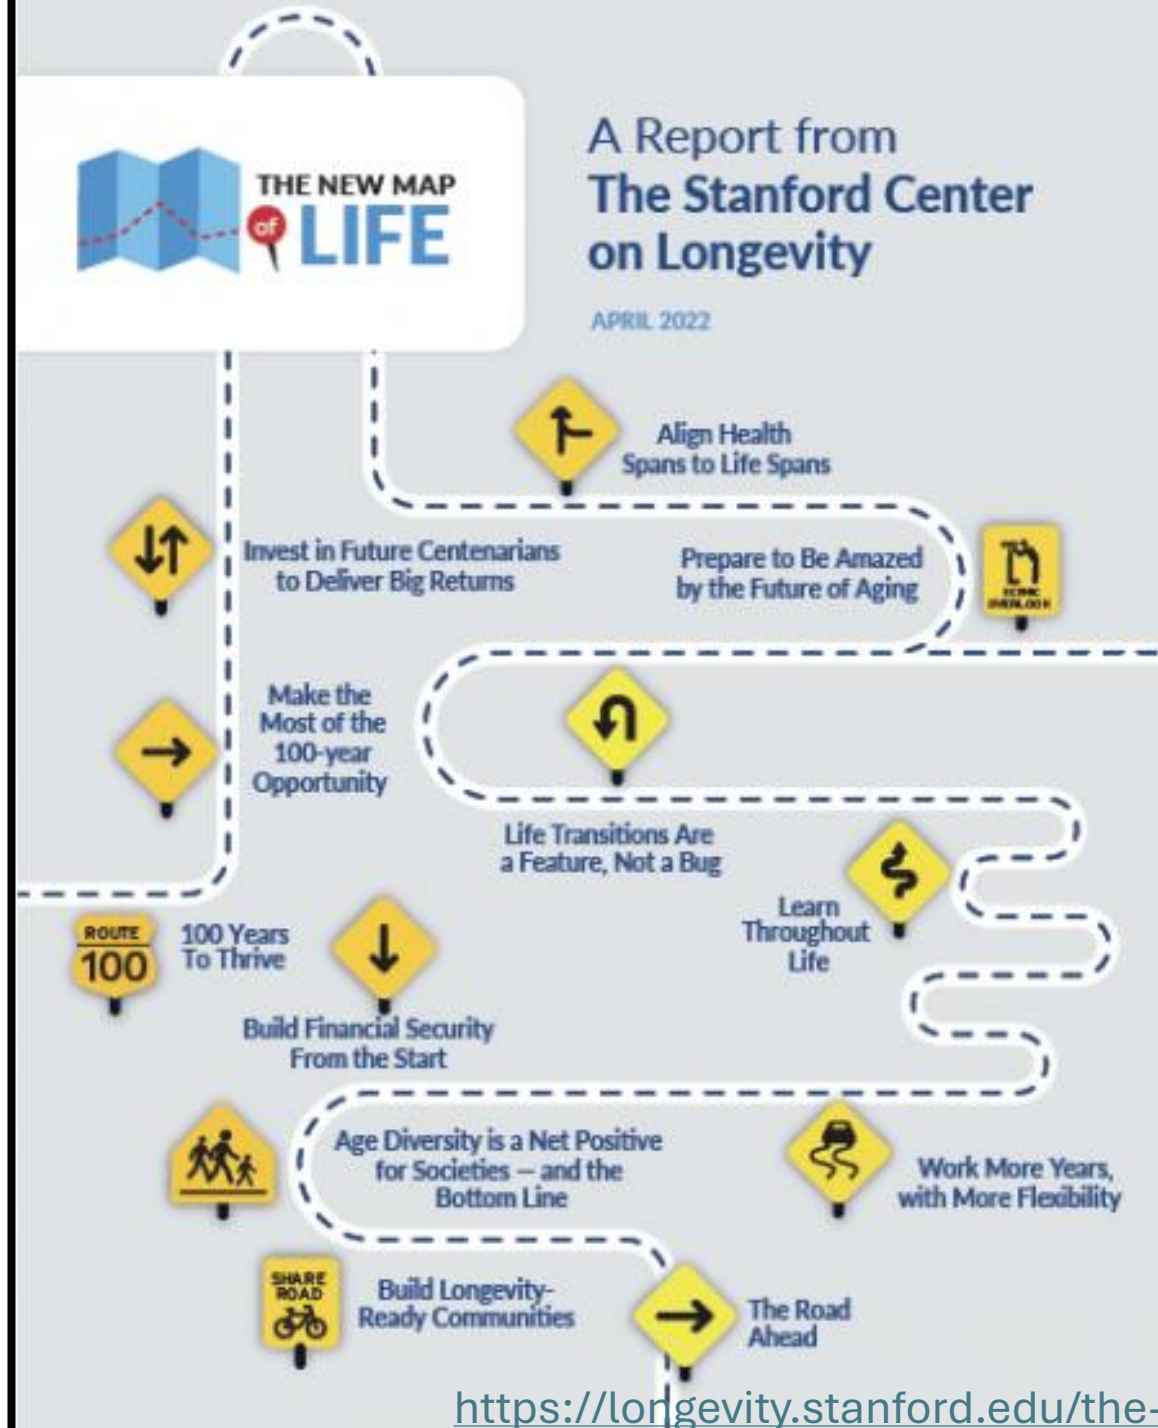 THE NEW MAP
of LIFE
A Report from
The Stanford Center
on Longevity
APRIL 2022
Align Health
Spans to Life Spans
Invest in Future Centenarians
to Deliver Big Returns
Prepare to Be Amazed
by the Future of Aging
SCENIC
OVERLOOK
Make the
Most of the
100-year
Opportunity
Life Transitions Are
a Feature, Not a Bug
Learn
Throughout
Life
ROUTE
100
100 Years
To Thrive
Build Financial Security
From the Start
Age Diversity is a Net Positive
for Societies — and the
Bottom Line
Work More Years,
with More Flexibility
SHARE
ROAD
Build Longevity-
Ready Communities
The Road
Ahead
https://longevity.stanford.edu/the-